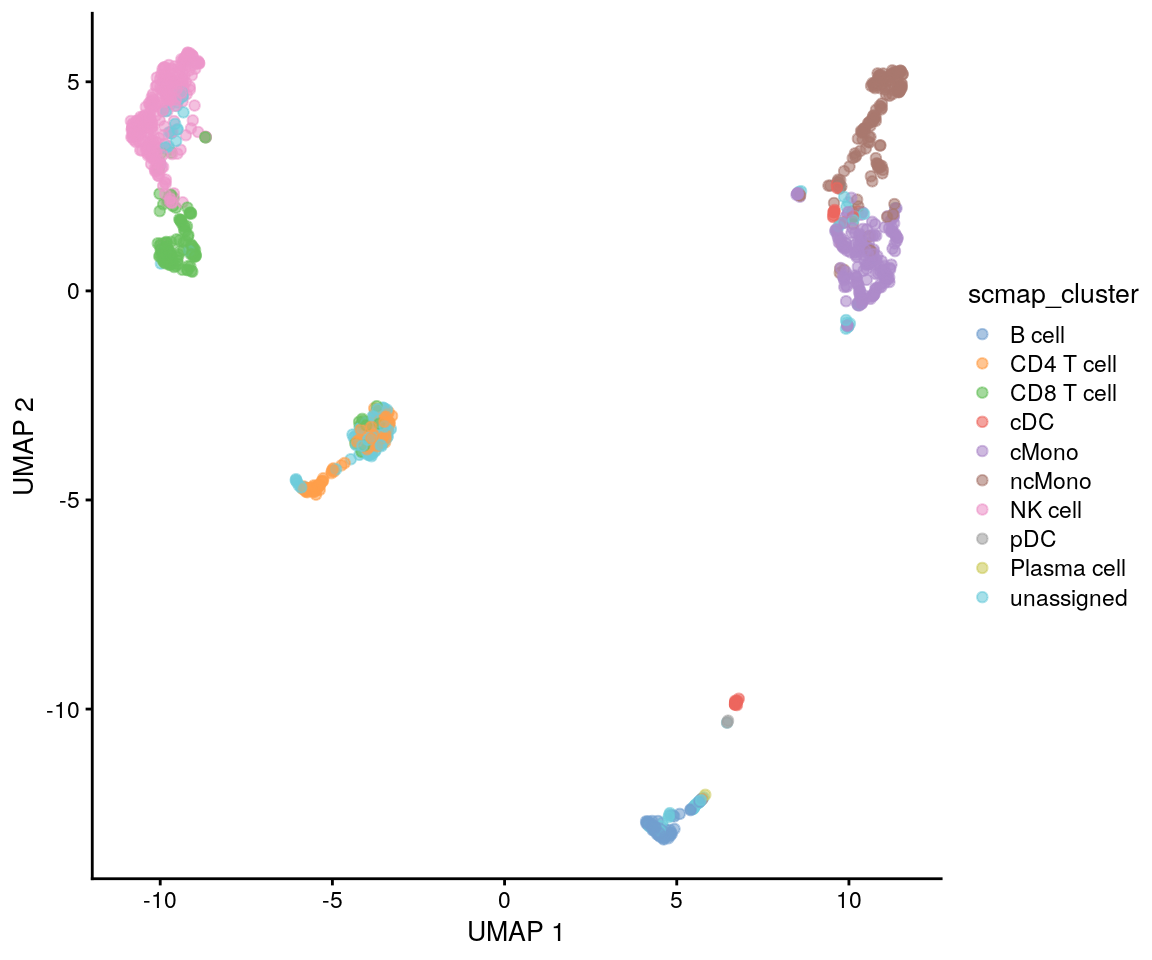 5
0
-5
-10
UMAP 2
-10
-5
0
5
10
UMAP 1
scmap_cluster
B cell
CD4 T cell
CD8 T cell
cDC
cMono
ncMono
NK cell
pDC
Plasma cell
unassigned